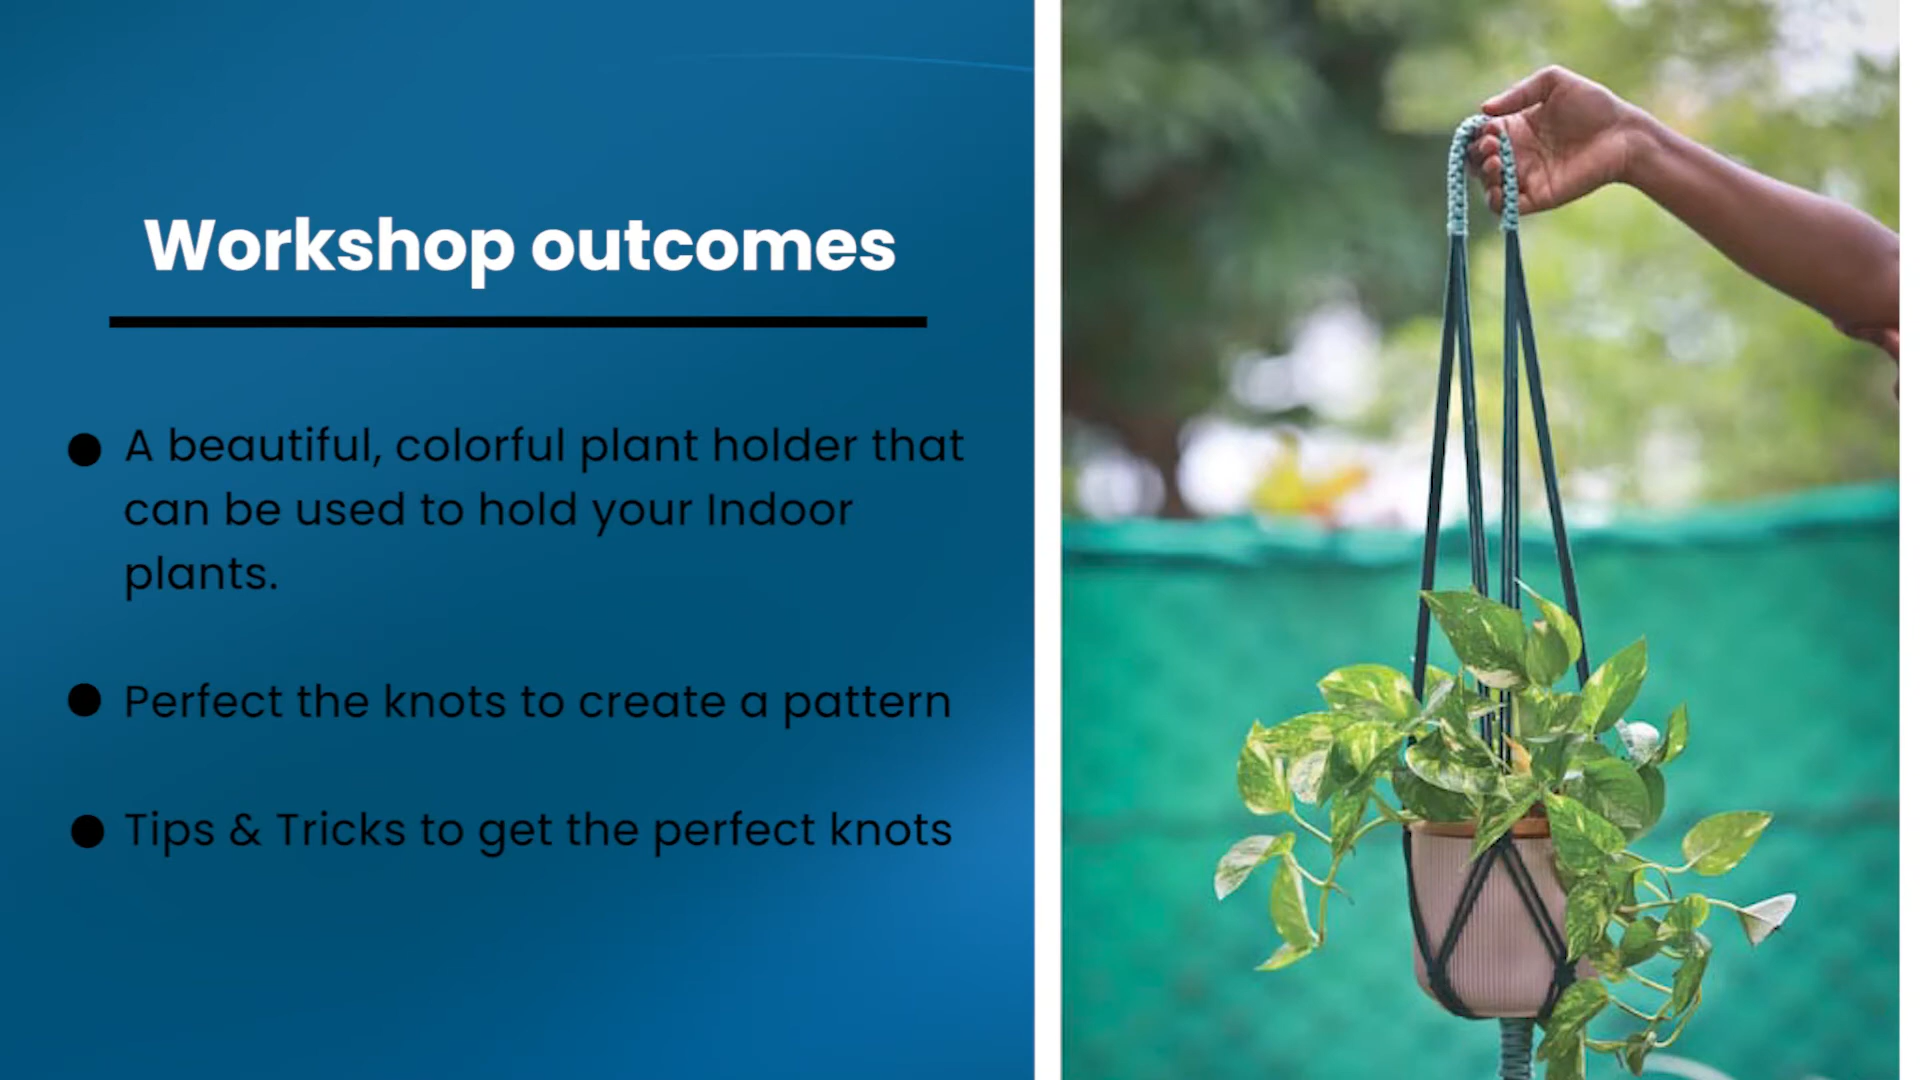 Workshop outcomes
● A beautiful, colorful plant holder that
can be used to hold your Indoor
plants.
● Perfect the knots to create a pattern
● Tips & Tricks to get the perfect knots